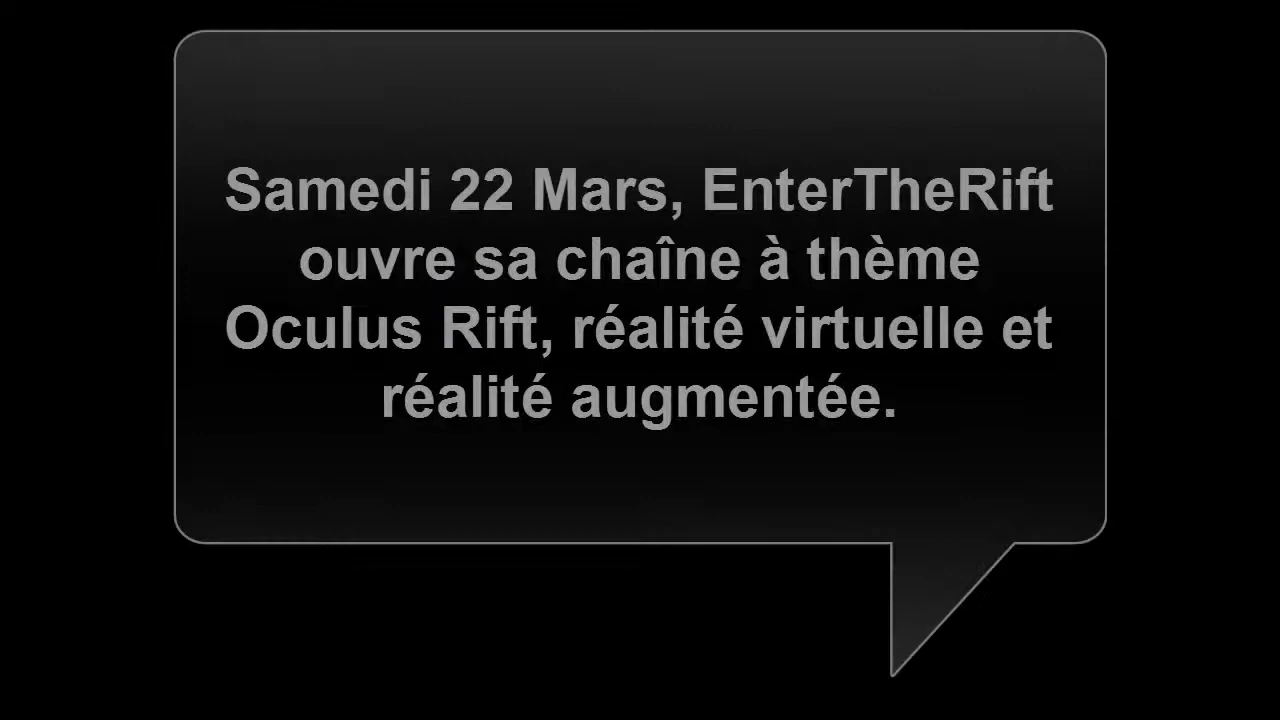 Samedi 22 Mars, EnterTheRift
ouvre sa chaîne à thème
Oculus Rift, réalité virtuelle et
réalité augmentée.